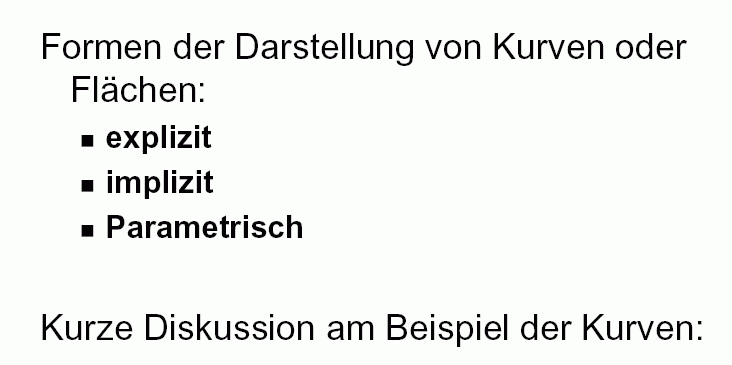 Formen der Darstellung von Kurven oder
Flächen:
▪ explizit
▪ implizit
▪ Parametrisch
Kurze Diskussion am Beispiel der Kurven: